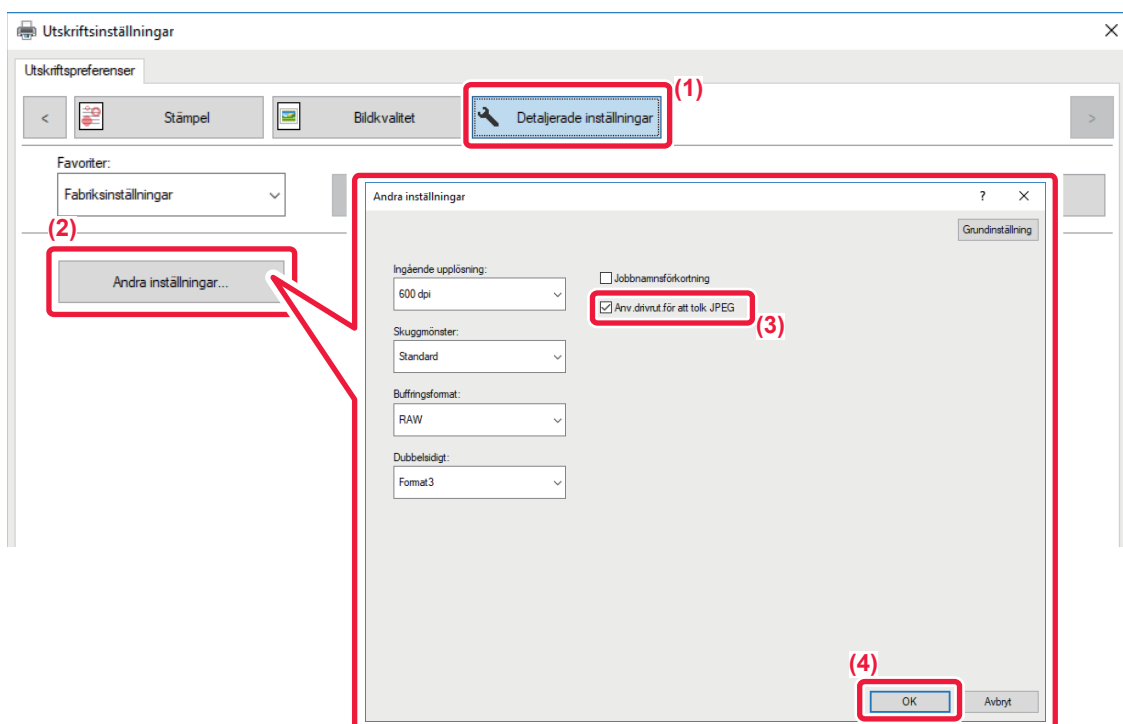 Utskriftsinställningar
Utskriftspreferenser
(1)
<
Stämpel
Bildkvalitet
Detaljerade inställningar
>
Favoriter:
Fabriksinställningar
(2)
Andra inställningar...
Andra inställningar
?
Grundinställning
Ingående upplösning:
600 dpi
Jobbnamnsförkortning
Anv.drivrut.för att tolk JPEG
(3)
Skuggmönster:
Standard
Buffringsformat:
RAW
Dubbelsidigt:
Format3
(4)
OK
Avbryt